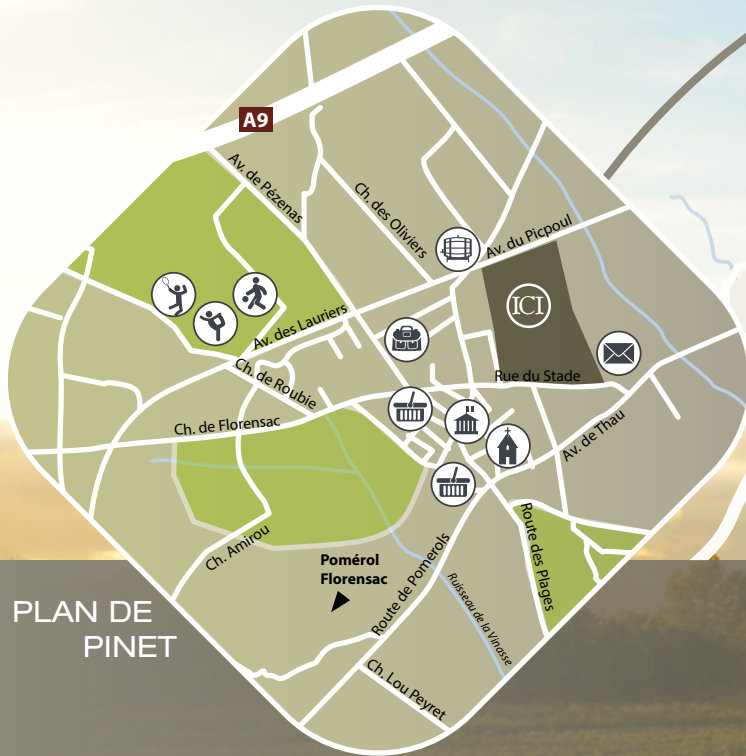 A9
Av. de Pézenas
Ch. des Oliviers
Av. du Picpoul
ICI
Av. des Lauriers
Ch. de Roubie
Rue du Stade
Ch. de Florensac
Av. de Thau
Ch. Amirou
Route des Plages
Pomérol
Florensac
Route de Pomerols
Ruisseau de la Vinasse
PLAN DE
PINET
Ch. Lou Peyret